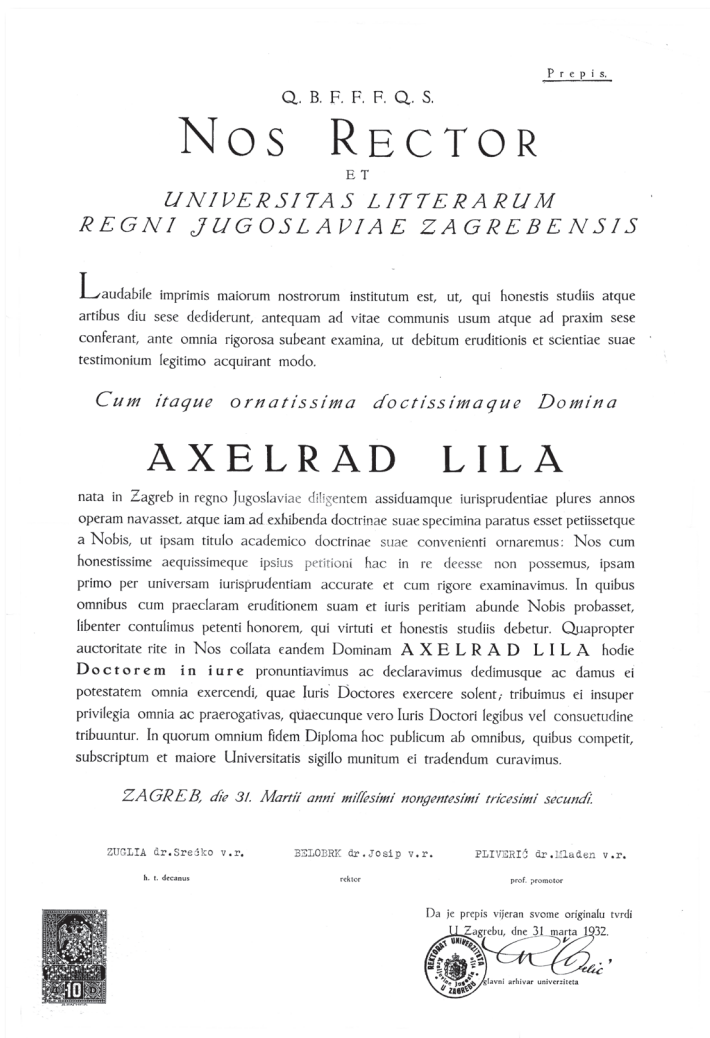 Prepis.
Q. B. F. F. F. Q. S.
NOS RECTOR
ET
UNIVERSITAS LITTERARUM
REGNI JUGOSLAVIAE ZAGREBENSIS
Laudabile imprimis maiorum nostrorum institutum est, ut, qui honestis studiis atque
artibus diu sese dediderunt, antequam ad vitae communis usum atque ad praxim sese
conferant, ante omnia rigorosa subeant examina, ut debitum eruditionis et scientiae suae
testimonium legitimo acquirant modo.
Cum itaque ornatissima doctissimaque Domina
AXELRAD LILA
nata in Zagreb in regno Jugoslaviae diligentem assiduamque iurisprudentiae plures annos
operam navasset, atque iam ad exhibenda doctrinae suae specimina paratus esset petiissetque
a Nobis, ut ipsam titulo academico doctrinae suae convenienti ornaremus: Nos cum
honestissime aequissimeque ipsius petitioni hac in re deesse non possemus, ipsam
primo per universam iurisprudentiam accurate et cum rigore examinavimus. In quibus
omnibus cum praeclaram eruditionem suam et iuris peritiam abunde Nobis probasset,
libenter contulimus petenti honorem, qui virtuti et honestis studiis debetur. Quapropter
auctoritate rite in Nos collata eandem Dominam AXELRAD LILA hodie
Doctorem in iure pronuntiavimus ac declaravimus dedimusque ac damus ei
potestatem omnia exercendi, quae Iuris Doctores exercere solent; tribuimus ei insuper
privilegia omnia ac praerogativas, quaecunque vero Iuris Doctori legibus vel consuetudine
tribuuntur. In quorum omnium fidem Diploma hoc publicum ab omnibus, quibus competit,
subscriptum et maiore Universitatis sigillo munitum ei tradendum curavimus.
ZAGREB, die 31. Martii anni millesimi nongentesimi tricesimi secundi.
ZUGLIA dr.Srećko v.r. BELOBRK dr.Josip v.r. PLIVERIĆ dr.Mladen v.r.
h. t. decanus rektor prof. promotor
Da je prepis vijeran svome originalu tvrdi
U Zagrebu, dne 31 marta 1932.
REKTORAT UNIVERZITETA
U ZAGREBU
glavni arhivar univerziteta
10